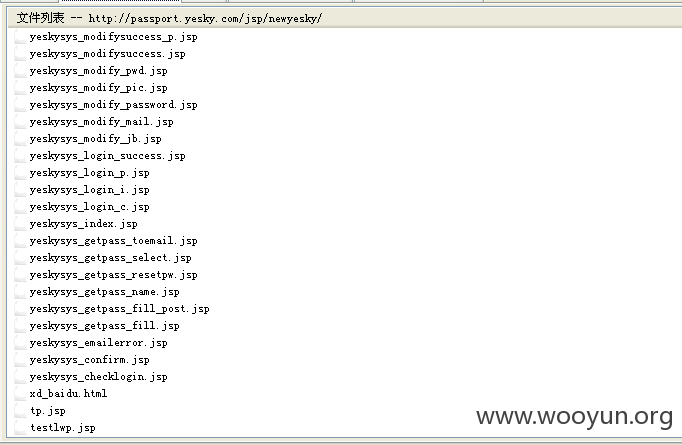 文件列表 -- http://passport.yesky.com/jsp/newyesky/
yeskysys_modifysuccess_p.jsp
yeskysys_modifysuccess.jsp
yeskysys_modify_pwd.jsp
yeskysys_modify_pic.jsp
yeskysys_modify_password.jsp
yeskysys_modify_mail.jsp
yeskysys_modify_jb.jsp
yeskysys_login_success.jsp
yeskysys_login_p.jsp
yeskysys_login_i.jsp
yeskysys_login_c.jsp
yeskysys_index.jsp
yeskysys_getpass_toemail.jsp
yeskysys_getpass_select.jsp
yeskysys_getpass_resetpw.jsp
yeskysys_getpass_name.jsp
yeskysys_getpass_fill_post.jsp
yeskysys_getpass_fill.jsp
yeskysys_emailerror.jsp
yeskysys_confirm.jsp
yeskysys_checklogin.jsp
xd_baidu.html
tp.jsp
testlwp.jsp
www.wooyun.org